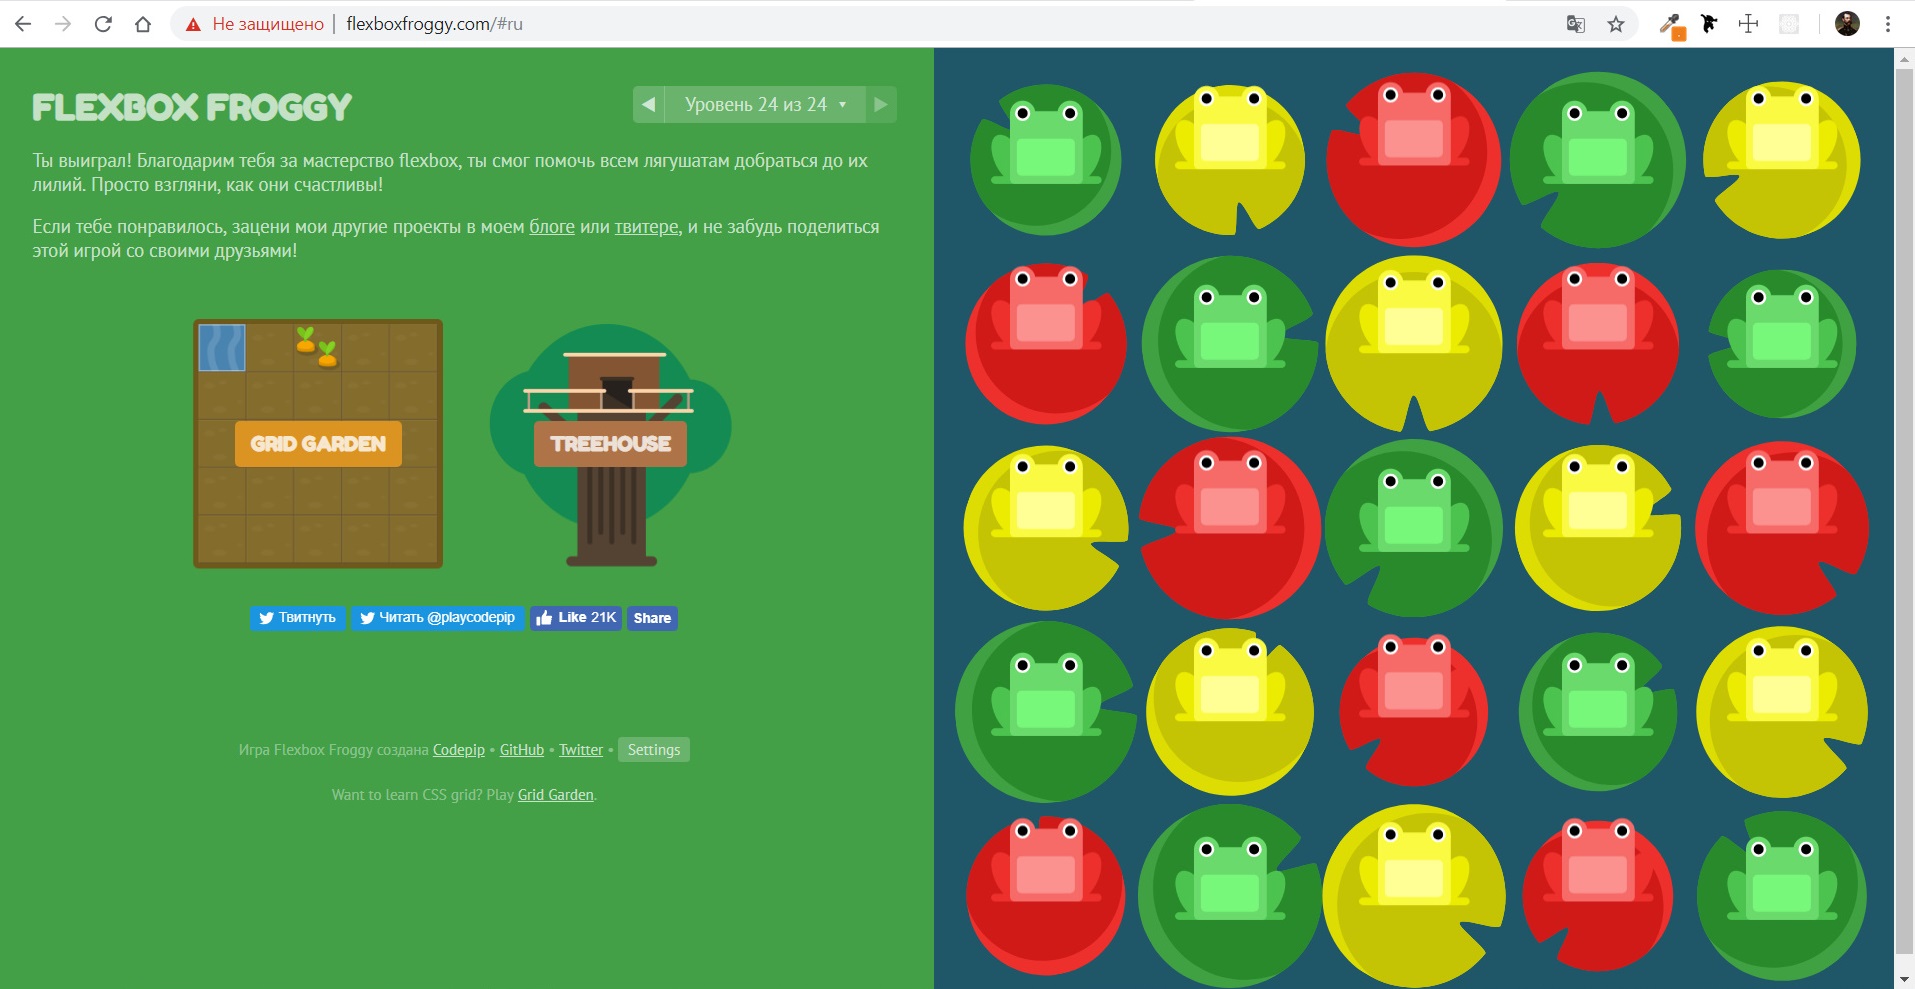 Не защищено | flexboxfroggy.com/#ru
FLEXBOX FROGGY
Уровень 24 из 24
Ты выиграл! Благодарим тебя за мастерство flexbox, ты смог помочь всем лягушатам добраться до их
лилий. Просто взгляни, как они счастливы!
Если тебе понравилось, зацени мои другие проекты в моем блоге или твитере, и не забудь поделиться
этой игрой со своими друзьями!
GRID GARDEN
TREEHOUSE
Твитнуть
Читать @playcodepip
Like 21K
Share
Игра Flexbox Froggy создана Codepip • GitHub • Twitter • Settings
Want to learn CSS grid? Play Grid Garden.